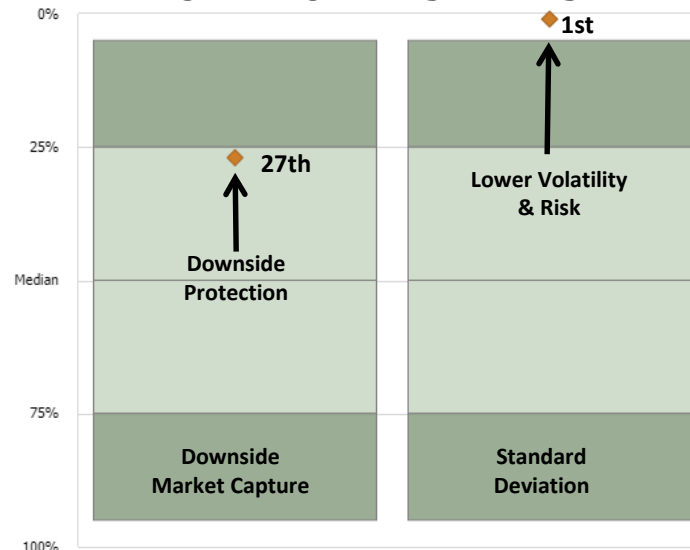 0%
1st
25%
27th
Lower Volatility
& Risk
Downside
Protection
Median
75%
Downside
Market Capture
Standard
Deviation
100%